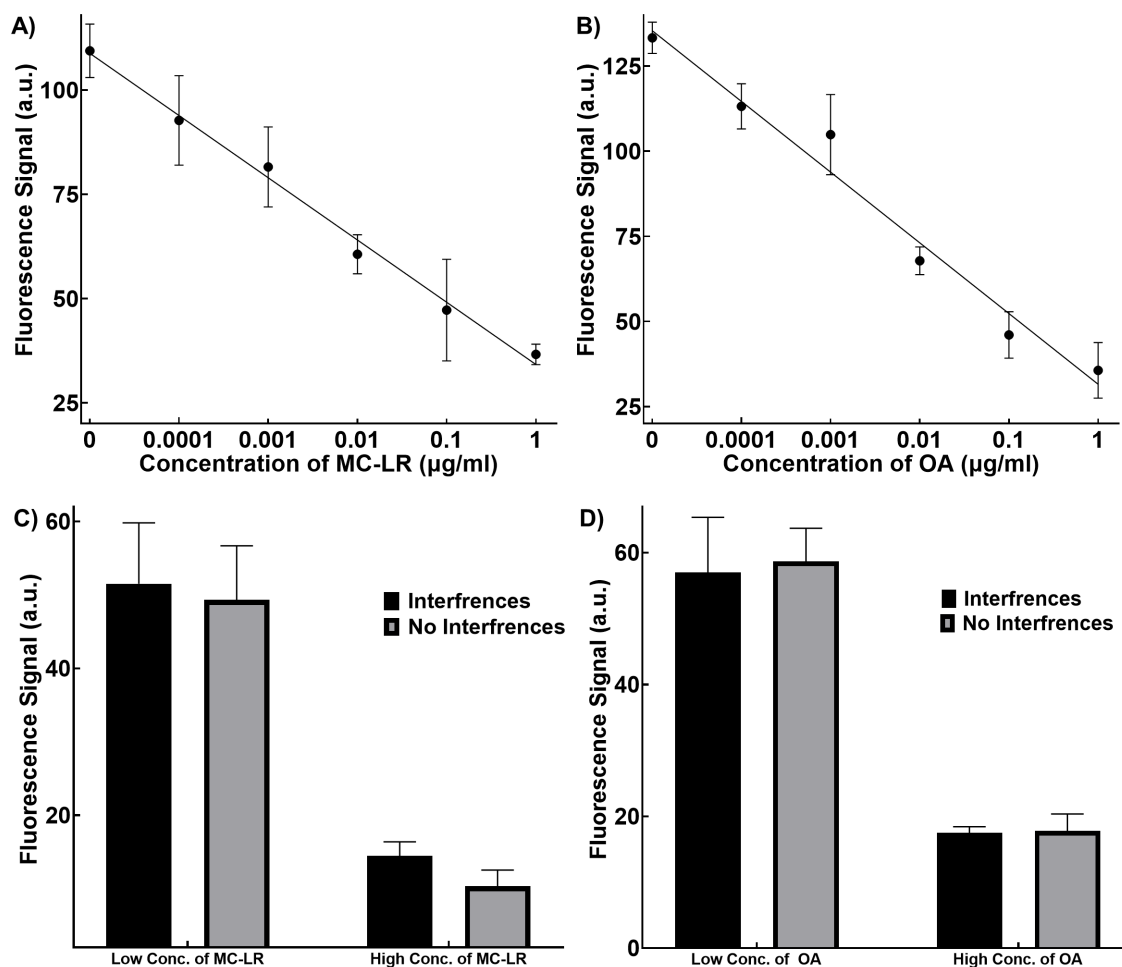 A)
Fluorescence Signal (a.u.)
100
75
50
25
0 0.0001 0.001 0.01 0.1 1
Concentration of MC-LR (µg/ml)
B)
Fluorescence Signal (a.u.)
125
100
75
50
25
0 0.0001 0.001 0.01 0.1 1
Concentration of OA (µg/ml)
C)
Fluorescence Signal (a.u.)
60
40
20
Interfrences
No Interfrences
Low Conc. of MC-LR High Conc. of MC-LR
D)
Fluorescence Signal (a.u.)
60
40
20
0
Interfrences
No Interfrences
Low Conc. of OA High Conc. of OA